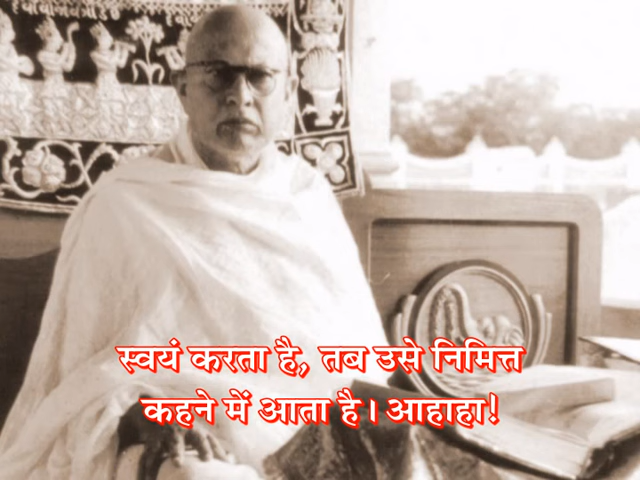 स्वयं करता है, तब उसे निमित्त
कहने में आता है। आहाहा!